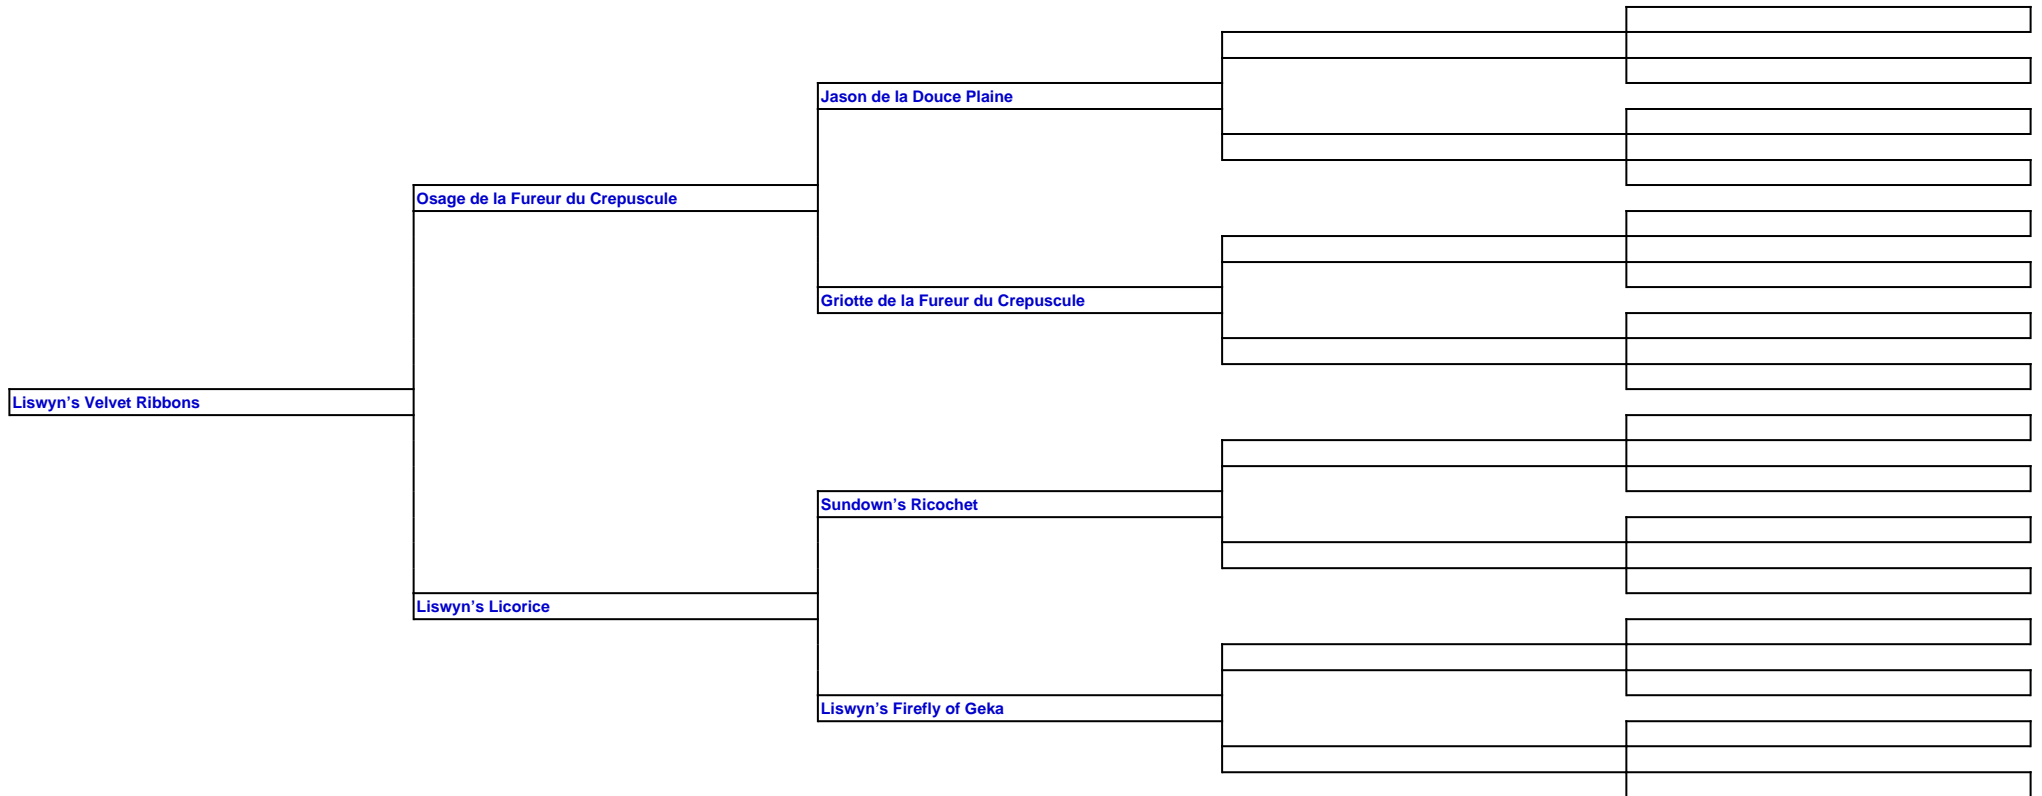 Jason de la Douce Plaine
Osage de la Fureur du Crepuscule
Griotte de la Fureur du Crepuscule
Liswyn’s Velvet Ribbons
Sundown’s Ricochet
Liswyn’s Licorice
Liswyn’s Firefly of Geka